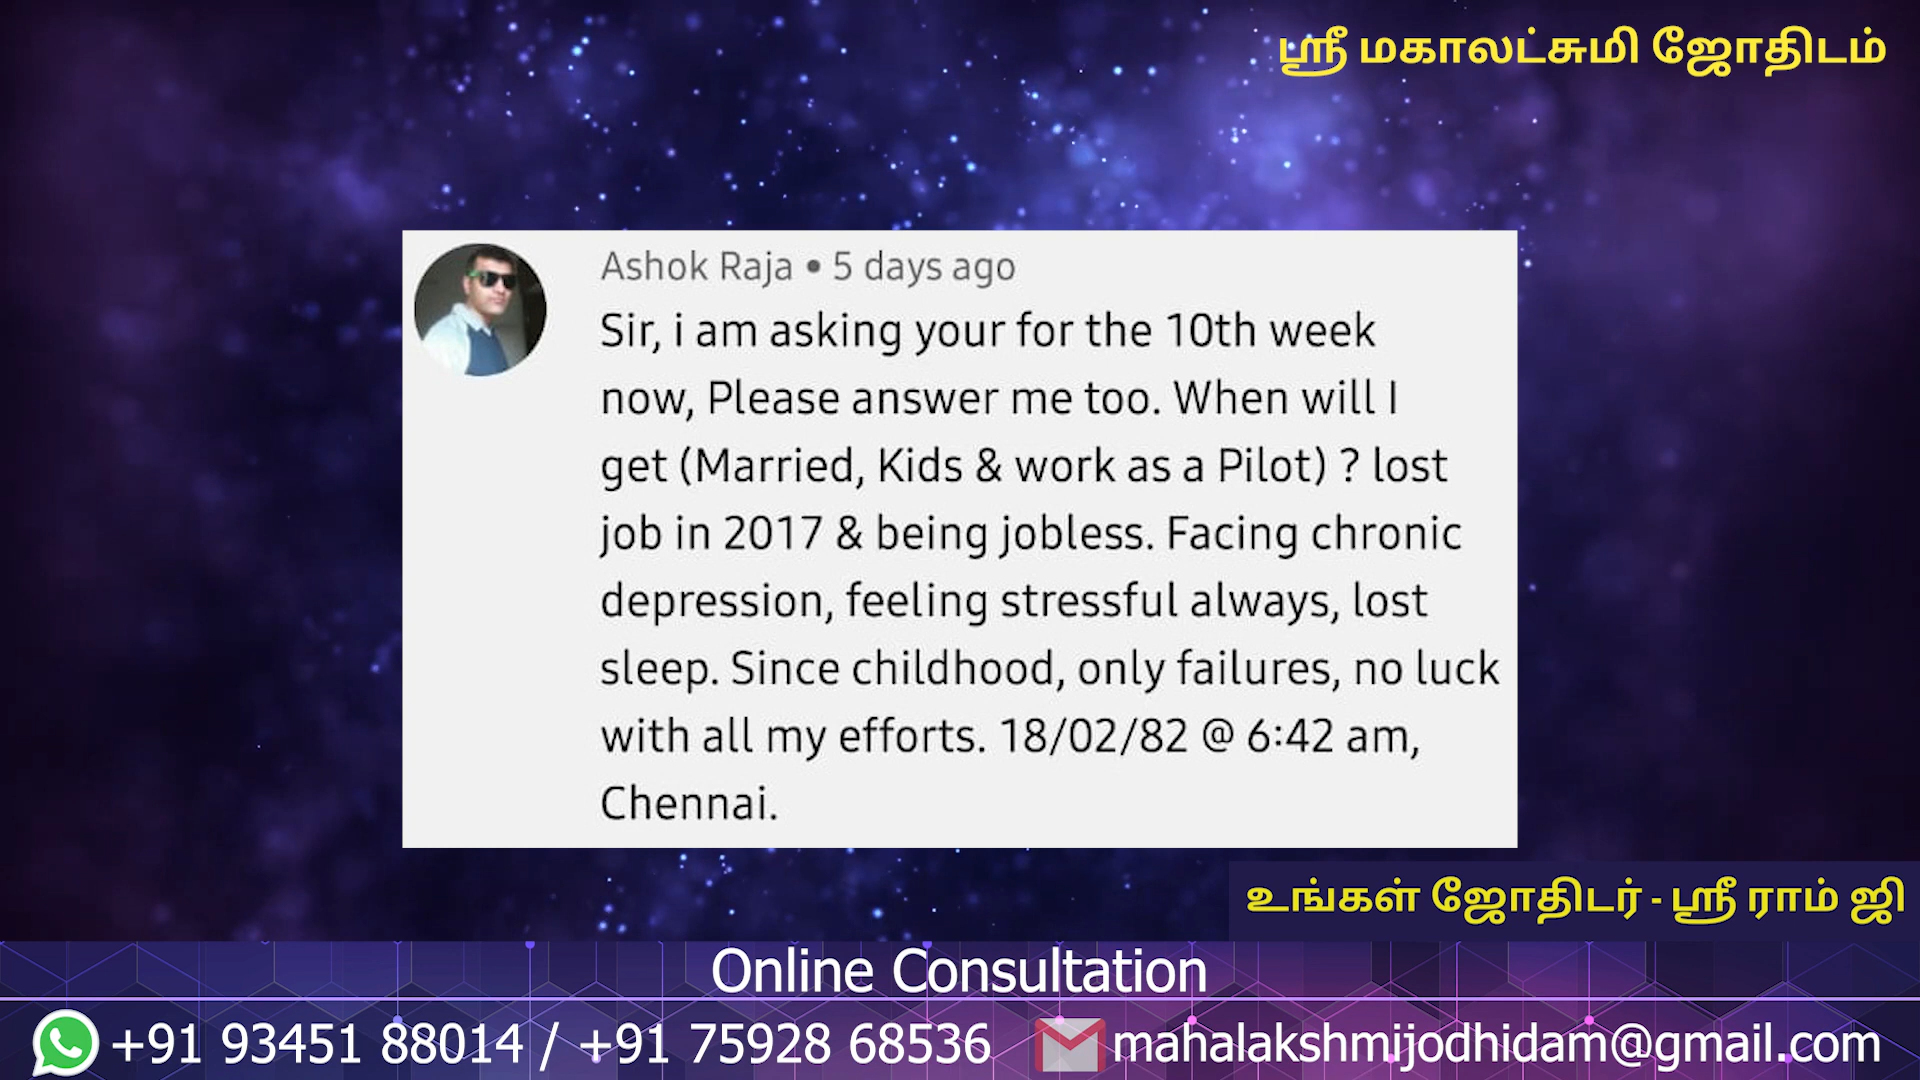 ஸ்ரீ மகாலட்சுமி ஜோதிடம்
Ashok Raja • 5 days ago
Sir, i am asking your for the 10th week
now, Please answer me too. When will I
get (Married, Kids & work as a Pilot) ? lost
job in 2017 & being jobless. Facing chronic
depression, feeling stressful always, lost
sleep. Since childhood, only failures, no luck
with all my efforts. 18/02/82 @ 6:42 am,
Chennai.
உங்கள் ஜோதிடர் - ஸ்ரீ ராம் ஜி
Online Consultation
+91 93451 88014 / +91 75928 68536 mahalakshmijodhidam@gmail.com